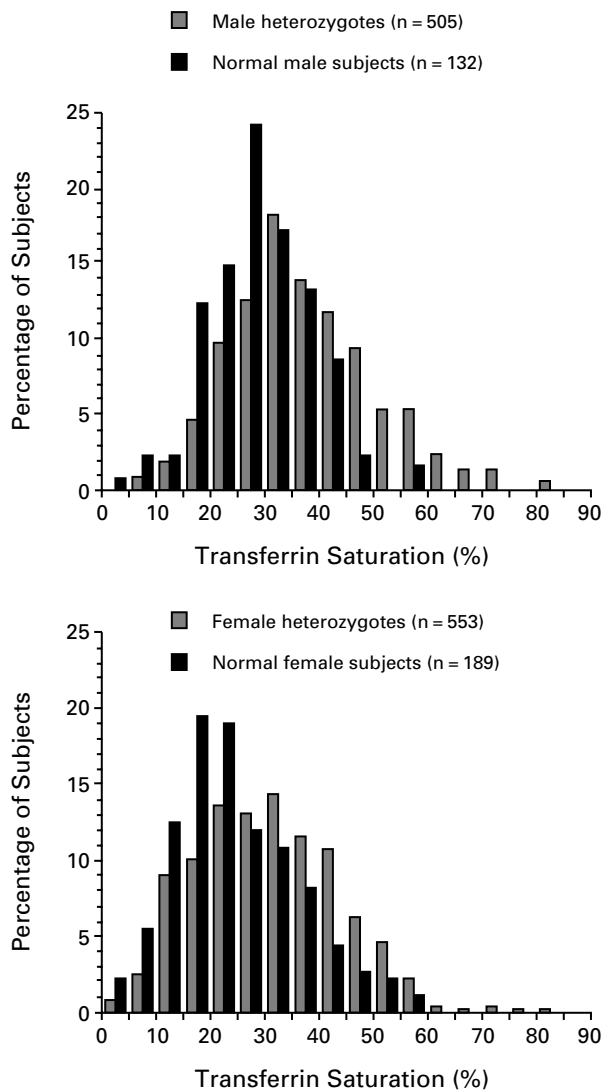 Male heterozygotes (n = 505)
Normal male subjects (n = 132)
25
20
15
10
5
0
Percentage of Subjects
0 10 20 30 40 50 60 70 80 90
Transferrin Saturation (%)
Female heterozygotes (n = 553)
Normal female subjects (n = 189)
25
20
15
10
5
0
Percentage of Subjects
0 10 20 30 40 50 60 70 80 90
Transferrin Saturation (%)